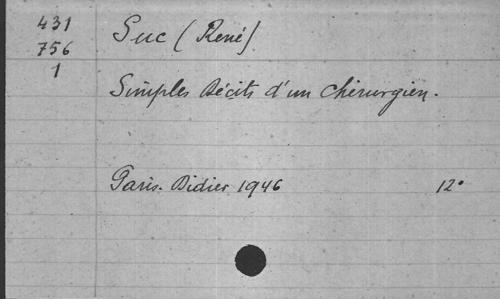 431
756
1
Suc (René)
Simples Récits d'un Chirurgien.
Paris. Didier 1946 12°